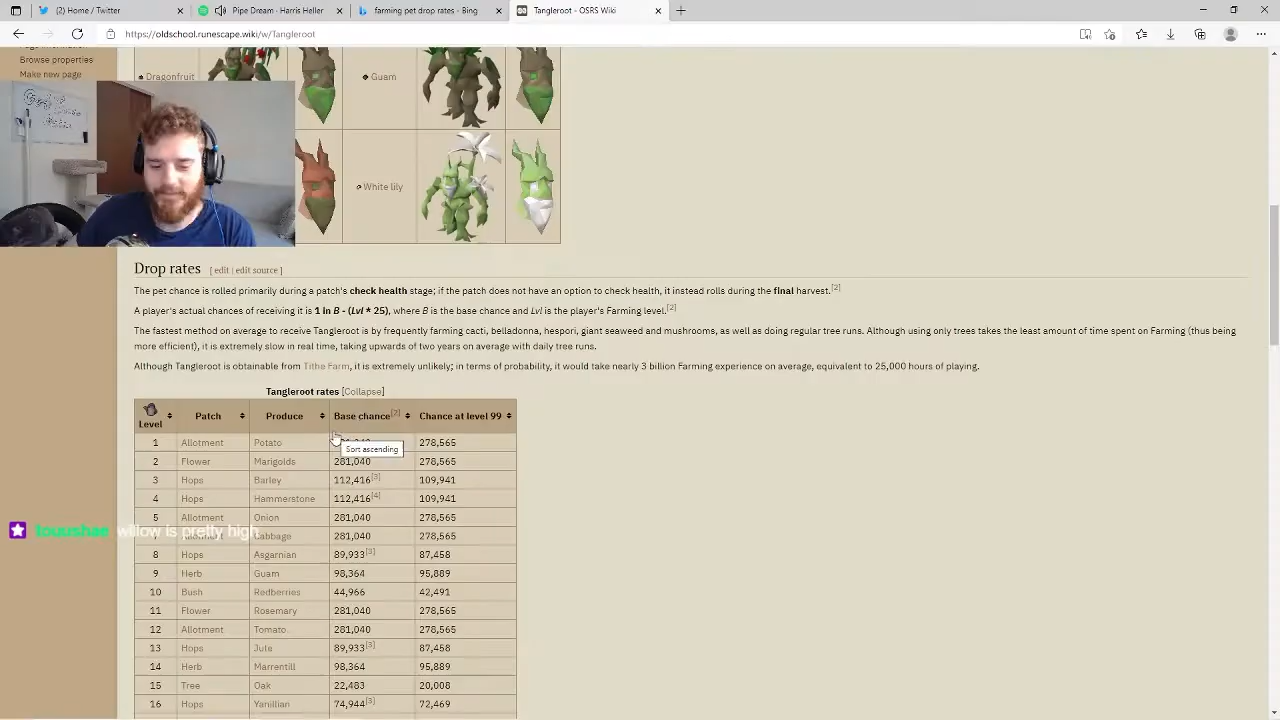 (2) Home / Twitter
Pipe Dream · Harris Heller
farming pet drop rates - Bing
Tangleroot - OSRS Wiki
https://oldschool.runescape.wiki/w/Tangleroot
Browse properties
Make new page
Dragonfruit
Guam
White lily
Drop rates [ edit | edit source ]
The pet chance is rolled primarily during a patch's check health stage; if the patch does not have an option to check health, it instead rolls during the final harvest.[2]
A player's actual chances of receiving it is 1 in B - (Lvl * 25), where B is the base chance and Lvl is the player's Farming level.[2]
The fastest method on average to receive Tangleroot is by frequently farming cacti, belladonna, hespori, giant seaweed and mushrooms, as well as doing regular tree runs. Although using only trees takes the least amount of time spent on Farming (thus being
more efficient), it is extremely slow in real time, taking upwards of two years on average with daily tree runs.
Although Tangleroot is obtainable from Tithe Farm, it is extremely unlikely; in terms of probability, it would take nearly 3 billion Farming experience on average, equivalent to 25,000 hours of playing.
Tangleroot rates [Collapse]
Level Patch Produce Base chance[2] Chance at level 99
1 Allotment Potato 278,565
Sort ascending
2 Flower Marigolds 281,040 278,565
3 Hops Barley 112,416[3] 109,941
4 Hops Hammerstone 112,416[4] 109,941
5 Allotment Onion 281,040 278,565
touushae willow is pretty high
Cabbage 281,040 278,565
8 Hops Asgarnian 89,933[3] 87,458
9 Herb Guam 98,364 95,889
10 Bush Redberries 44,966 42,491
11 Flower Rosemary 281,040 278,565
12 Allotment Tomato 281,040 278,565
13 Hops Jute 89,933[3] 87,458
14 Herb Marrentill 98,364 95,889
15 Tree Oak 22,483 20,008
16 Hops Yanillian 74,944[3] 72,469